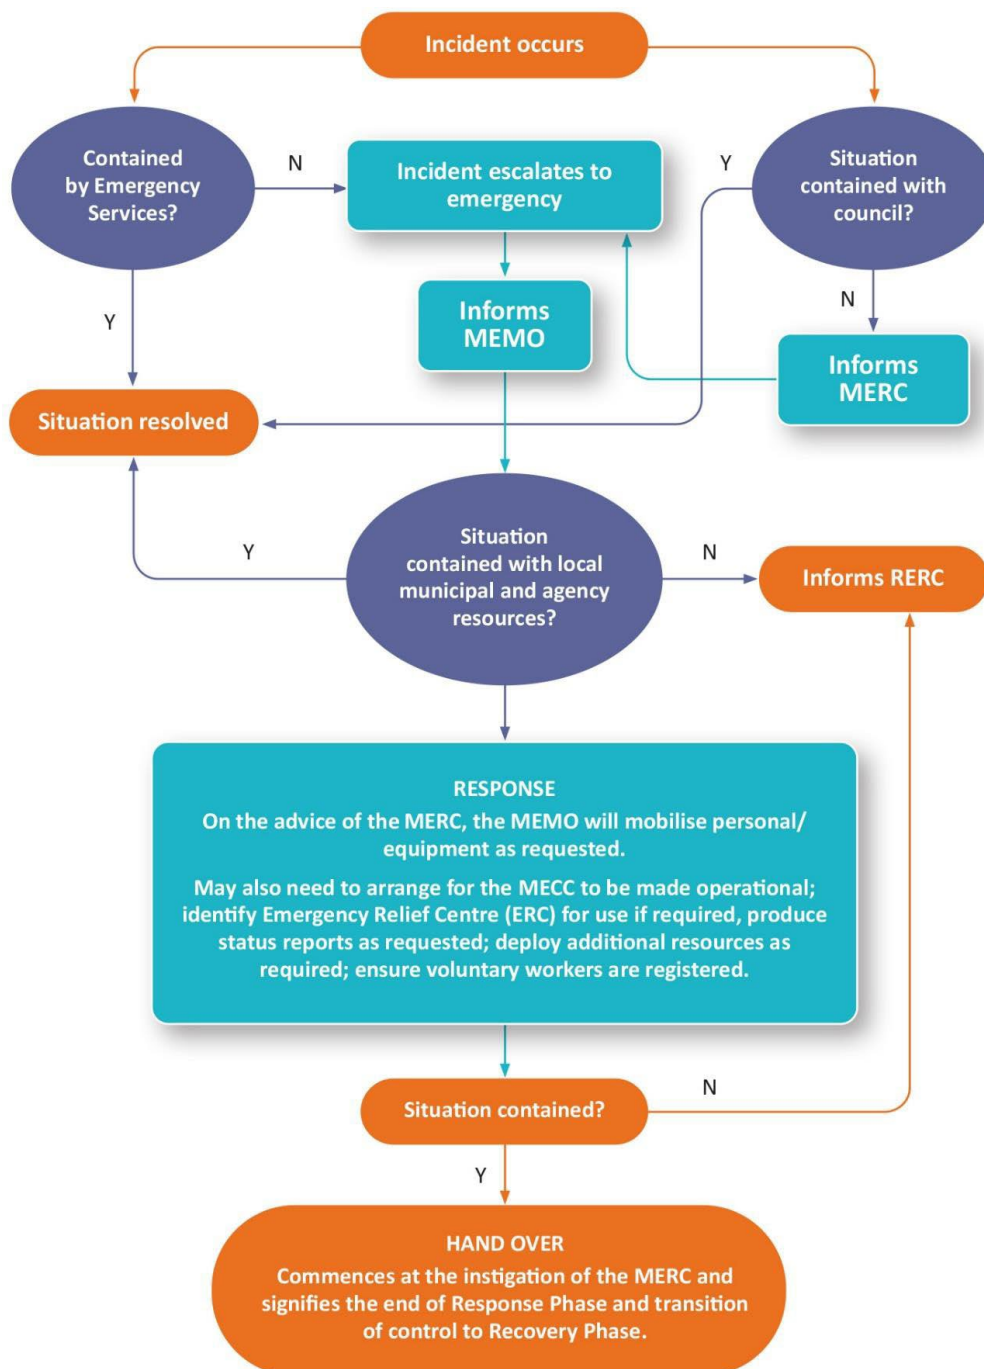 Incident occurs
Contained
by Emergency
Services?
N
Incident escalates to
emergency
Y
Situation
contained with
council?
Y
Informs
MEMO
N
Informs
MERC
Situation resolved
Y
Situation
contained with local
municipal and agency
resources?
N
Informs RERC
RESPONSE
On the advice of the MERC, the MEMO will mobilise personal/
equipment as requested.
May also need to arrange for the MECC to be made operational;
identify Emergency Relief Centre (ERC) for use if required, produce
status reports as requested; deploy additional resources as
required; ensure voluntary workers are registered.
Situation contained?
N
Y
HAND OVER
Commences at the instigation of the MERC and
signifies the end of Response Phase and transition
of control to Recovery Phase.